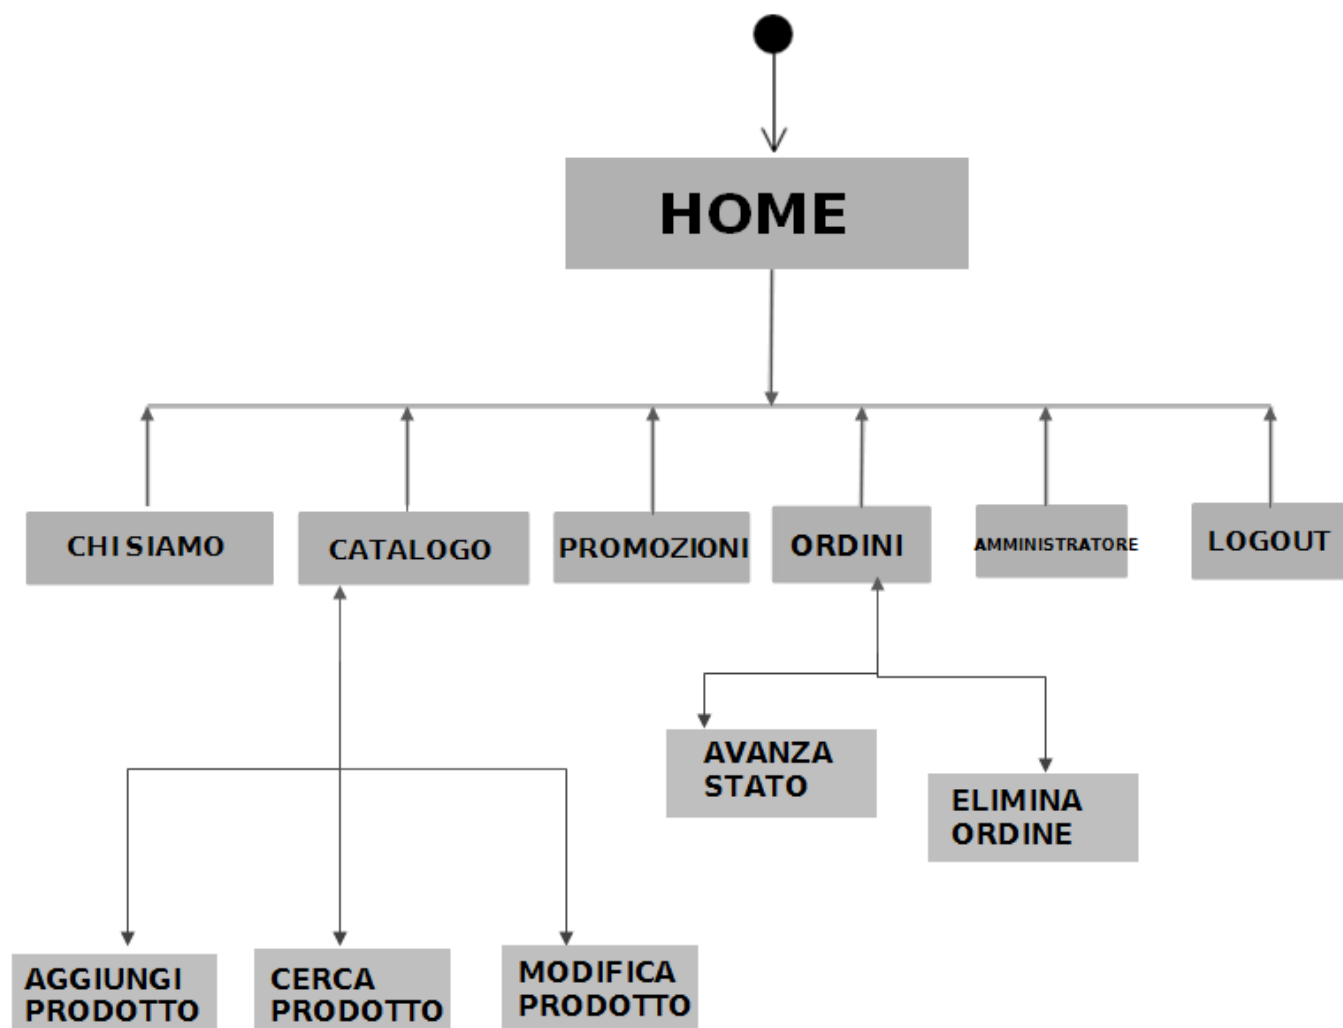 HOME
CHI SIAMO
CATALOGO
PROMOZIONI
ORDINI
AMMINISTRATORE
LOGOUT
AVANZA
STATO
ELIMINA
ORDINE
AGGIUNGI
PRODOTTO
CERCA
PRODOTTO
MODIFICA
PRODOTTO